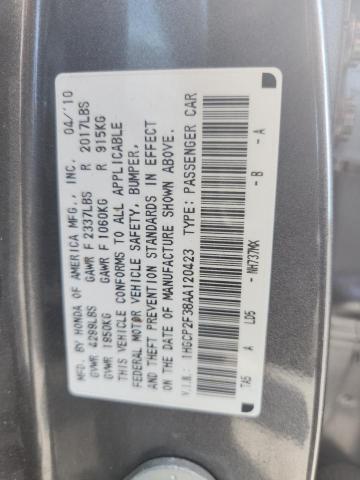 MFD. BY HONDA OF AMERICA MFG., INC. 04/10
GVWR 4299LBS GAWR F 2337LBS R 2017LBS
GVWR 1950KG GAWR F 1060KG R 915KG
THIS VEHICLE CONFORMS TO ALL APPLICABLE
FEDERAL MOTOR VEHICLE SAFETY, BUMPER,
AND THEFT PREVENTION STANDARDS IN EFFECT
ON THE DATE OF MANUFACTURE SHOWN ABOVE.
V.I.N.: 1HGCP2F38AA120423 TYPE: PASSENGER CAR
TA5 A LD5 - NH737MX - B - A